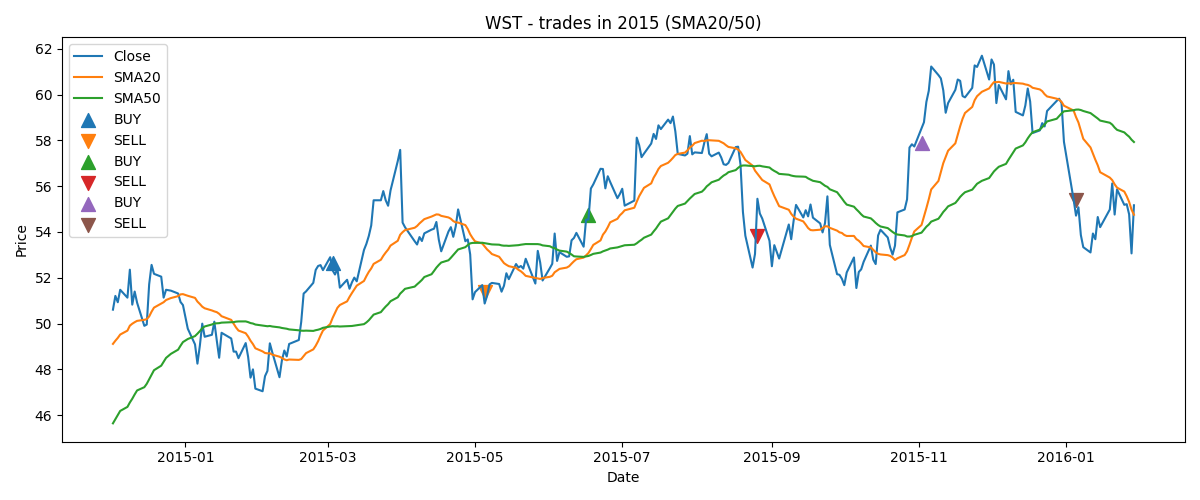 WST - trades in 2015 (SMA20/50)
Close
SMA20
SMA50
BUY
SELL
BUY
SELL
BUY
SELL
Price
62
60
58
56
54
52
50
48
46
2015-01 2015-03 2015-05 2015-07 2015-09 2015-11 2016-01
Date